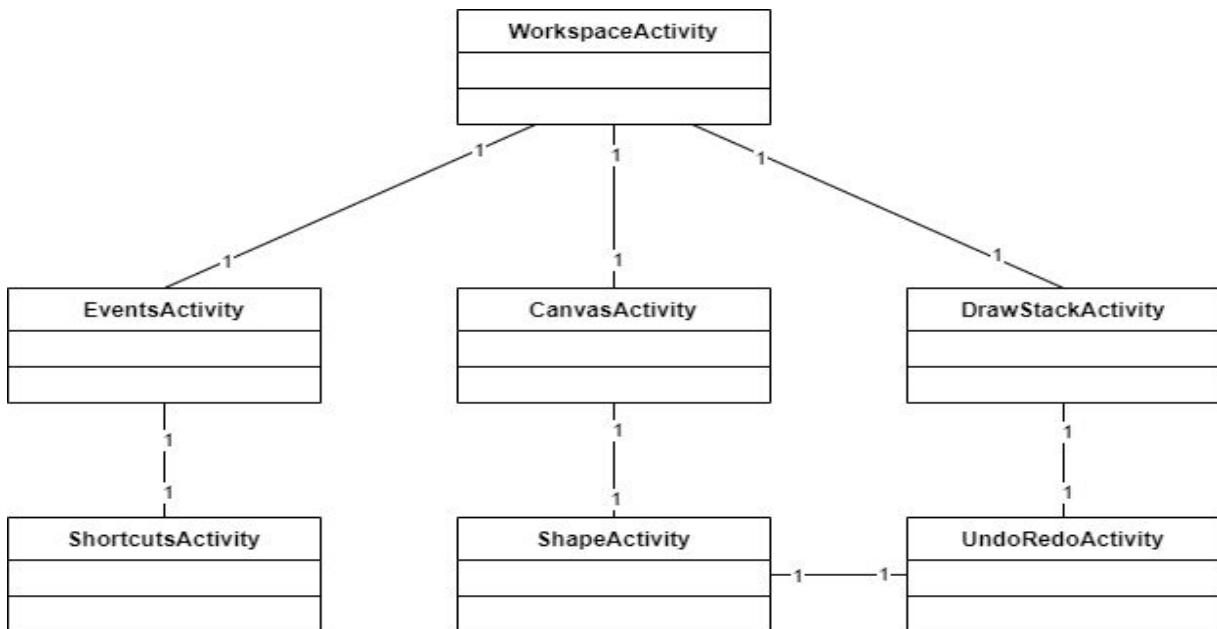 WorkspaceActivity
1 1 1
1 1 1
EventsActivity CanvasActivity DrawStackActivity
1 1 1
1 1 1
ShortcutsActivity ShapeActivity UndoRedoActivity
1 1